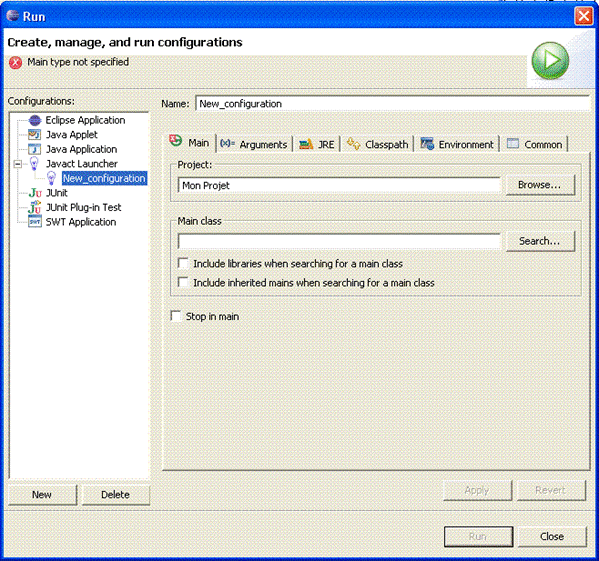 Run
Create, manage, and run configurations
Main type not specified
Configurations:
Eclipse Application
Java Applet
Java Application
Javact Launcher
New_configuration
JUnit
JUnit Plug-in Test
SWT Application
New Delete
Name: New_configuration
Main (x)= Arguments JRE Classpath Environment Common
Project:
Mon Projet Browse...
Main class
Search...
Include libraries when searching for a main class
Include inherited mains when searching for a main class
Stop in main
Apply Revert
Run Close